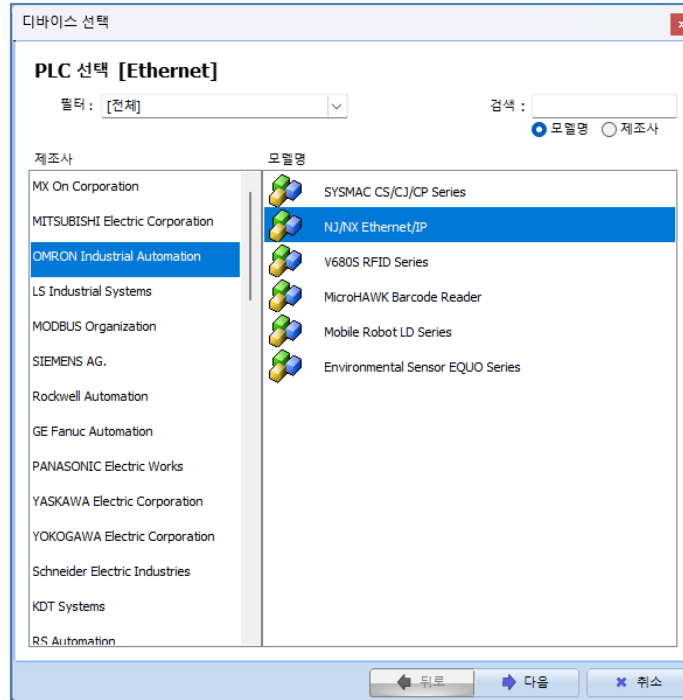 디바이스 선택
PLC 선택 [Ethernet]
필터 : [전체] 검색 :
모델명 제조사
제조사 모델명
MX On Corporation
MITSUBISHI Electric Corporation
OMRON Industrial Automation
LS Industrial Systems
MODBUS Organization
SIEMENS AG.
Rockwell Automation
GE Fanuc Automation
PANASONIC Electric Works
YASKAWA Electric Corporation
YOKOGAWA Electric Corporation
Schneider Electric Industries
KDT Systems
RS Automation
SYSMAC CS/CJ/CP Series
NJ/NX Ethernet/IP
V680S RFID Series
MicroHAWK Barcode Reader
Mobile Robot LD Series
Environmental Sensor EQUO Series
뒤로 다음 취소